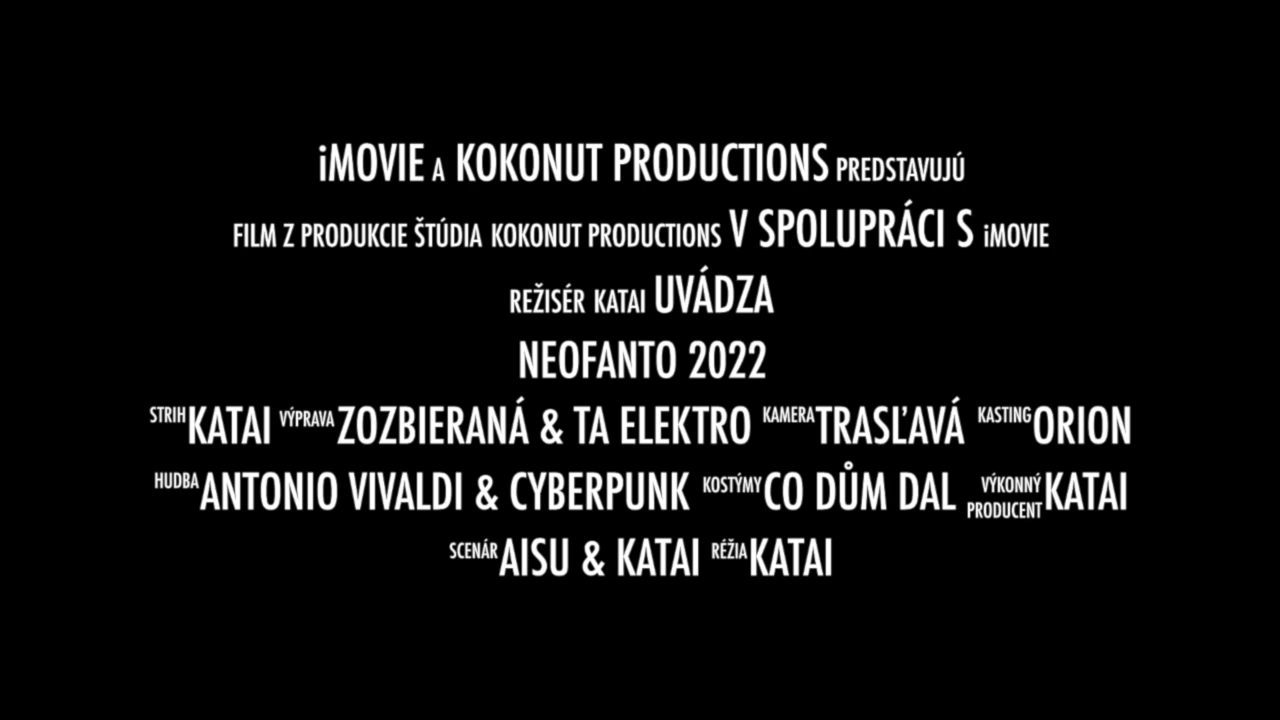 iMOVIE A KOKONUT PRODUCTIONS PREDSTAVUJÚ
FILM Z PRODUKCIE ŠTÚDIA KOKONUT PRODUCTIONS V SPOLUPRÁCI S iMOVIE
REŽISÉR KATAI UVÁDZA
NEOFANTO 2022
STRIH KATAI VÝPRAVA ZOZBIERANÁ & TA ELEKTRO KAMERA TRASĽAVÁ KASTING ORION
HUDBA ANTONIO VIVALDI & CYBERPUNK KOSTÝMY CO DŮM DAL VÝKONNÝ PRODUCENT KATAI
SCENÁR AISU & KATAI RÉŽIA KATAI